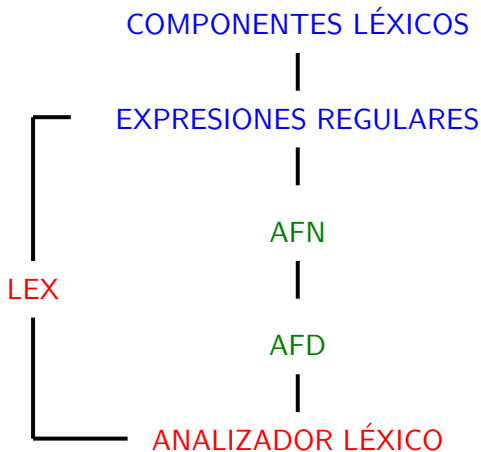 COMPONENTES LÉXICOS
EXPRESIONES REGULARES
AFN
LEX
AFD
ANALIZADOR LÉXICO